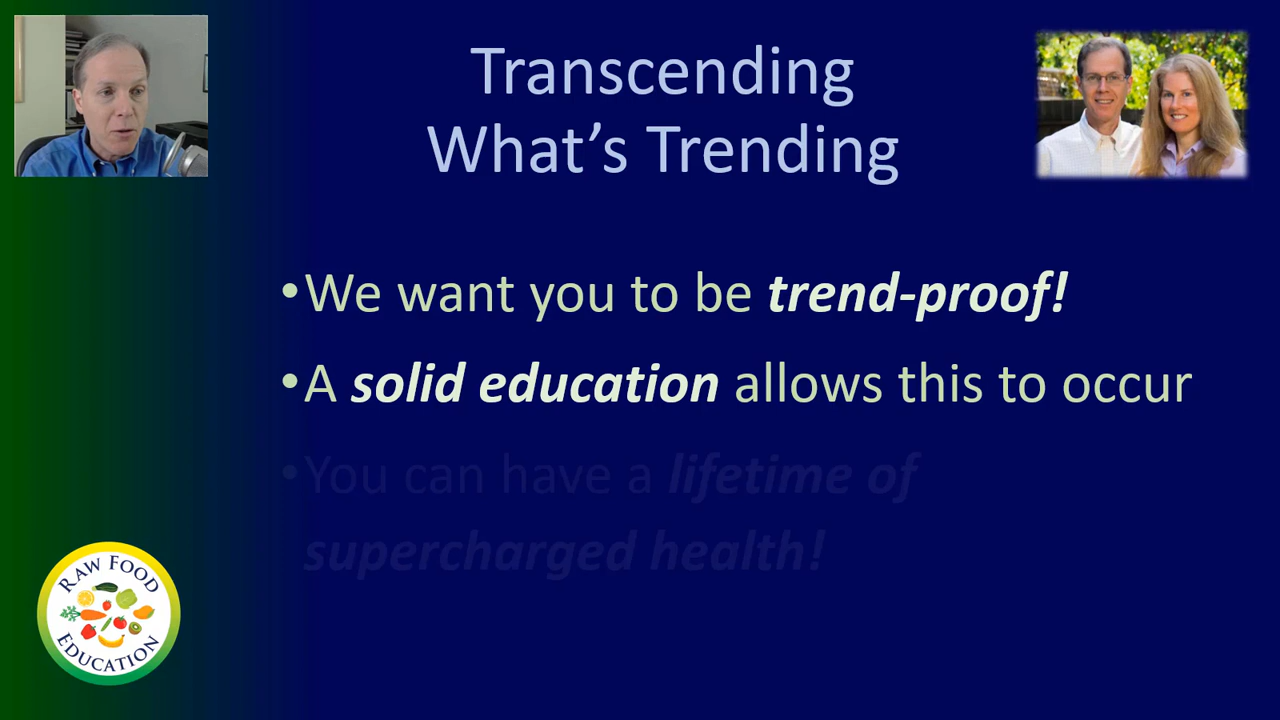 Transcending
What's Trending
•We want you to be trend-proof!
•A solid education allows this to occur
•You can have a lifetime of
supercharged health!
RAW FOOD
EDUCATION